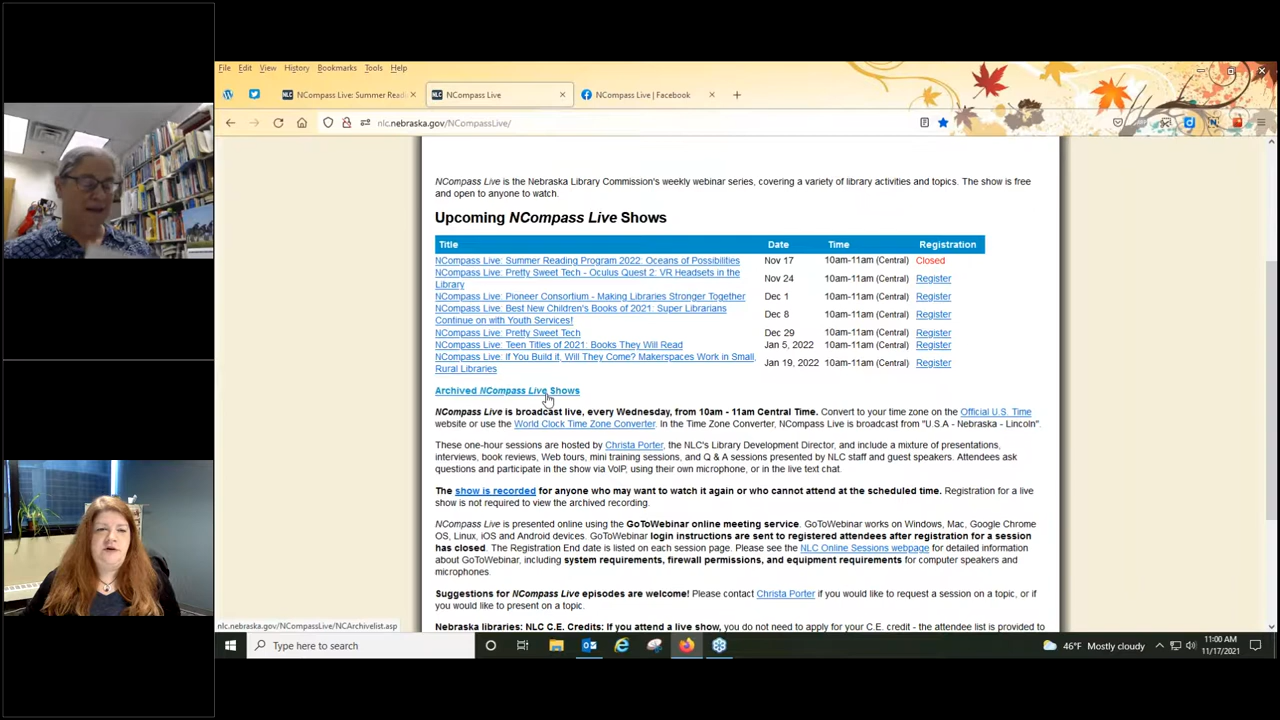 File Edit View History Bookmarks Tools Help
NLC NCompass Live: Summer Readi
NLC NCompass Live
NCompass Live | Facebook
nlc.nebraska.gov/NCompassLive/
NCompass Live is the Nebraska Library Commission's weekly webinar series, covering a variety of library activities and topics. The show is free
and open to anyone to watch.
Upcoming NCompass Live Shows
Title Date Time Registration
NCompass Live: Summer Reading Program 2022: Oceans of Possibilities Nov 17 10am-11am (Central) Closed
NCompass Live: Pretty Sweet Tech - Oculus Quest 2: VR Headsets in the
Library Nov 24 10am-11am (Central) Register
NCompass Live: Pioneer Consortium - Making Libraries Stronger Together Dec 1 10am-11am (Central) Register
NCompass Live: Best New Children's Books of 2021: Super Librarians
Continue on with Youth Services! Dec 8 10am-11am (Central) Register
NCompass Live: Pretty Sweet Tech Dec 29 10am-11am (Central) Register
NCompass Live: Teen Titles of 2021: Books They Will Read Jan 5, 2022 10am-11am (Central) Register
NCompass Live: If You Build it, Will They Come? Makerspaces Work in Small,
Rural Libraries Jan 19, 2022 10am-11am (Central) Register
Archived NCompass Live Shows
NCompass Live is broadcast live, every Wednesday, from 10am - 11am Central Time. Convert to your time zone on the Official U.S. Time
website or use the World Clock Time Zone Converter. In the Time Zone Converter, NCompass Live is broadcast from "U.S.A - Nebraska - Lincoln".
These one-hour sessions are hosted by Christa Porter, the NLC's Library Development Director, and include a mixture of presentations,
interviews, book reviews, Web tours, mini training sessions, and Q & A sessions presented by NLC staff and guest speakers. Attendees ask
questions and participate in the show via VoIP, using their own microphone, or in the live text chat.
The show is recorded for anyone who may want to watch it again or who cannot attend at the scheduled time. Registration for a live
show is not required to view the archived recording.
NCompass Live is presented online using the GoToWebinar online meeting service. GoToWebinar works on Windows, Mac, Google Chrome
OS, Linux, iOS and Android devices. GoToWebinar login instructions are sent to registered attendees after registration for a session
has closed. The Registration End date is listed on each session page. Please see the NLC Online Sessions webpage for detailed information
about GoToWebinar, including system requirements, firewall permissions, and equipment requirements for computer speakers and
microphones.
Suggestions for NCompass Live episodes are welcome! Please contact Christa Porter if you would like to request a session on a topic, or if
you would like to present on a topic.
Nebraska libraries: NLC C.E. Credits: If you attend a live show, you do not need to apply for your C.E. credit - the attendee list is provided to
nlc.nebraska.gov/NCompassLive/NCArchivelist.asp
Type here to search
46°F Mostly cloudy
11:00 AM
11/17/2021